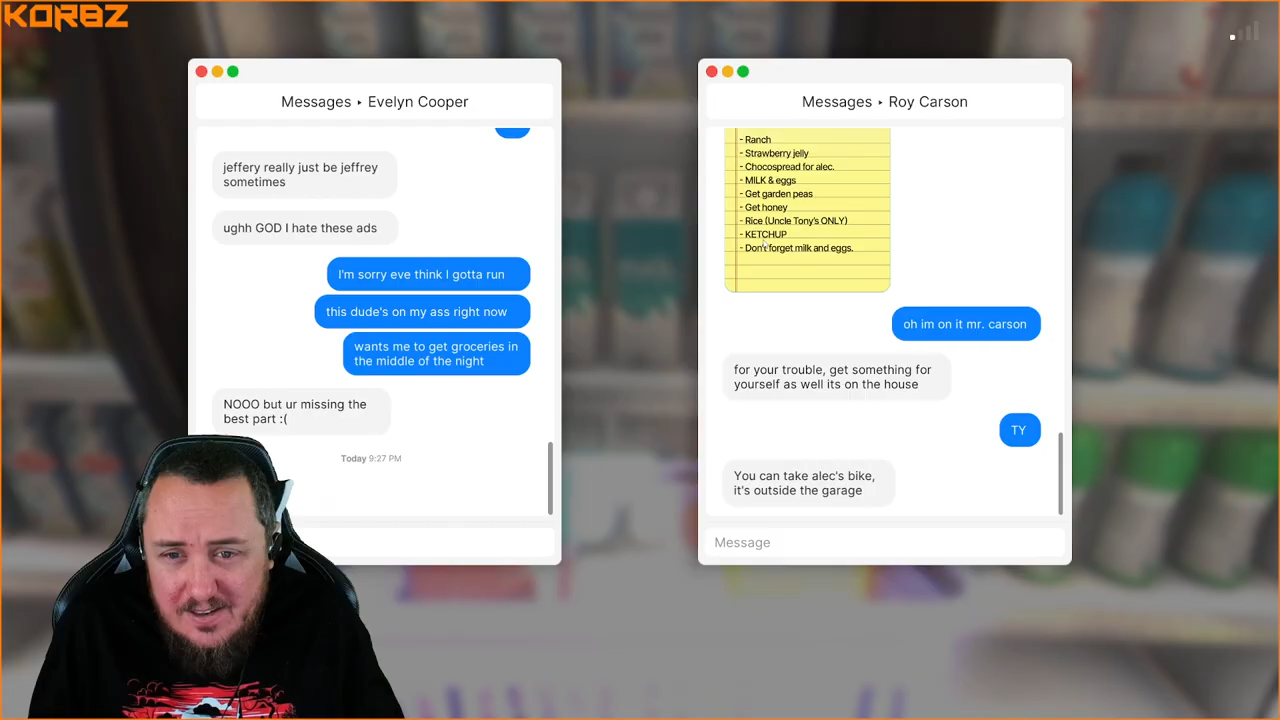 KORBZ
Messages ▸ Evelyn Cooper
jeffery really just be jeffrey
sometimes
ughh GOD I hate these ads
I'm sorry eve think I gotta run
this dude's on my ass right now
wants me to get groceries in
the middle of the night
NOOO but ur missing the
best part :(
Today 9:27 PM
Messages ▸ Roy Carson
- Ranch
- Strawberry jelly
- Chocospread for alec.
- MILK & eggs
- Get garden peas
- Get honey
- Rice (Uncle Tony's ONLY)
- KETCHUP
- Don't forget milk and eggs.
oh im on it mr. carson
for your trouble, get something for
yourself as well its on the house
TY
You can take alec's bike,
it's outside the garage
Message